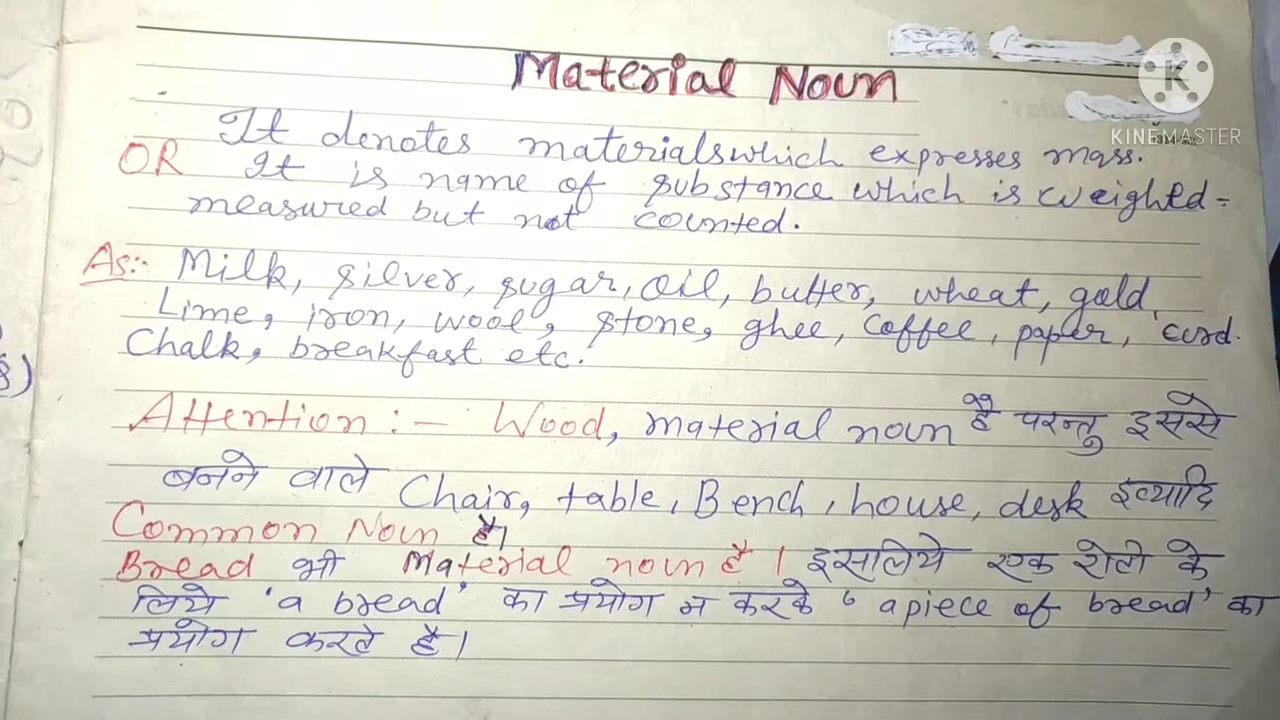 Material Noun
KINEMASTER
It denotes materials which expresses mass.
OR It is name of substance which is weighed -
measured but not counted.
As:- Milk, silver, sugar, oil, butter, wheat, gold,
Lime, iron, wool, stone, ghee, coffee, paper, curd.
Chalk, breakfast etc.
Attention :- Wood, material noun है परन्तु इससे
बनने वाले Chair, table, Bench, house, desk इत्यादि
Common Noun है।
Bread भी Material noun है । इसलिये एक रोटी के
लिये 'a bread' का प्रयोग न करके ' a piece of bread' का
प्रयोग करते है।